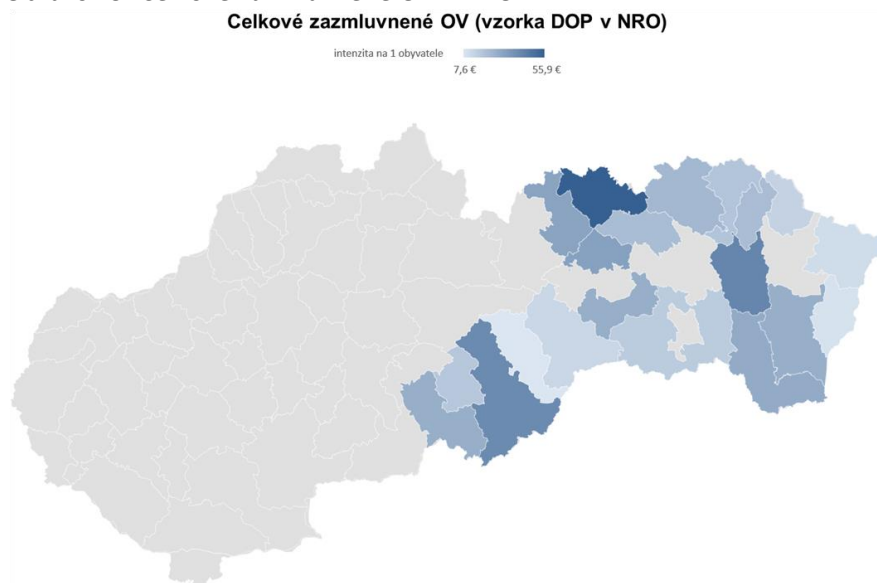 Celkové zazmluvnené OV (vzorka DOP v NRO)
intenzita na 1 obyvatele
7,6 € 55,9 €